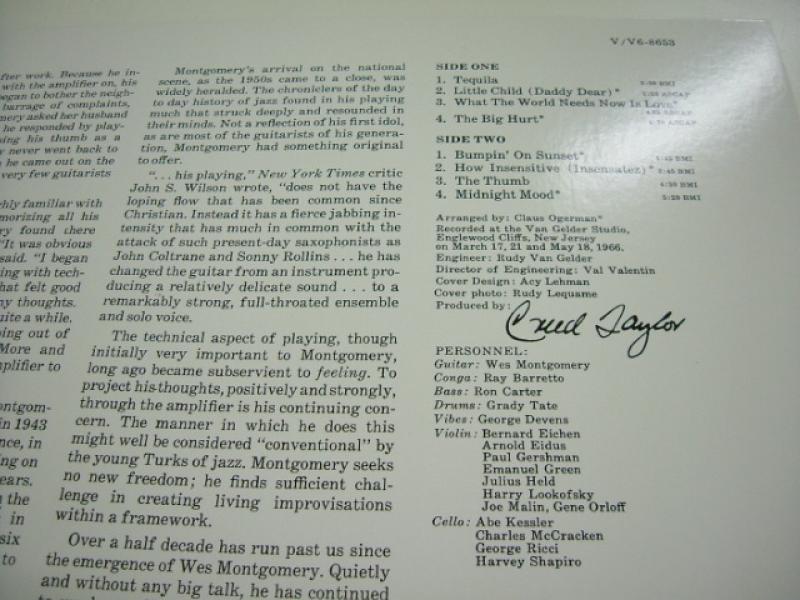 V/V6-8653
fter work. Because he in-
with the amplifier on, his
egan to bother the neigh-
barrage of complaints,
mery asked her husband
he responded by play-
ing his thumb as a
y never went back to
he came out on the
very few guitarists
hly familiar with
morizing all his
ry found there
"It was obvious
said. "I began
ing with tech-
hat felt good
ny thoughts.
uite a while.
ing out of
More and
plifier to
ontgom-
in 1943
nce, in
ng on
ears.
the
in
six
to
Montgomery's arrival on the national
scene, as the 1950s came to a close, was
widely heralded. The chroniclers of the day
to day history of jazz found in his playing
much that struck deeply and resounded in
their minds. Not a reflection of his first idol,
as are most of the guitarists of his genera-
tion, Montgomery had something original
to offer.
". . . his playing," New York Times critic
John S. Wilson wrote, "does not have the
loping flow that has been common since
Christian. Instead it has a fierce jabbing in-
tensity that has much in common with the
attack of such present-day saxophonists as
John Coltrane and Sonny Rollins . . . he has
changed the guitar from an instrument pro-
ducing a relatively delicate sound . . . to a
remarkably strong, full-throated ensemble
and solo voice.
The technical aspect of playing, though
initially very important to Montgomery,
long ago became subservient to feeling. To
project his thoughts, positively and strongly,
through the amplifier is his continuing con-
cern. The manner in which he does this
might well be considered "conventional" by
the young Turks of jazz. Montgomery seeks
no new freedom; he finds sufficient chal-
lenge in creating living improvisations
within a framework.
Over a half decade has run past us since
the emergence of Wes Montgomery. Quietly
and without any big talk, he has continued
SIDE ONE
1. Tequila BMI
2. Little Child (Daddy Dear)* ASCAP
3. What The World Needs Now Is Love* ASCAP
4. The Big Hurt* ASCAP
SIDE TWO
1. Bumpin' On Sunset* BMI
2. How Insensitive (Insensatez)* BMI
3. The Thumb BMI
4. Midnight Mood* 5:20 BMI
Arranged by: Claus Ogerman*
Recorded at the Van Gelder Studio,
Englewood Cliffs, New Jersey
on March 17, 21 and May 18, 1966.
Engineer: Rudy Van Gelder
Director of Engineering: Val Valentin
Cover Design: Acy Lehman
Cover photo: Rudy Lequame
Produced by: Creed Taylor
PERSONNEL:
Guitar: Wes Montgomery
Conga: Ray Barretto
Bass: Ron Carter
Drums: Grady Tate
Vibes: George Devens
Violin: Bernard Eichen
Arnold Eidus
Paul Gershman
Emanuel Green
Julius Held
Harry Lookofsky
Joe Malin, Gene Orloff
Cello: Abe Kessler
Charles McCracken
George Ricci
Harvey Shapiro